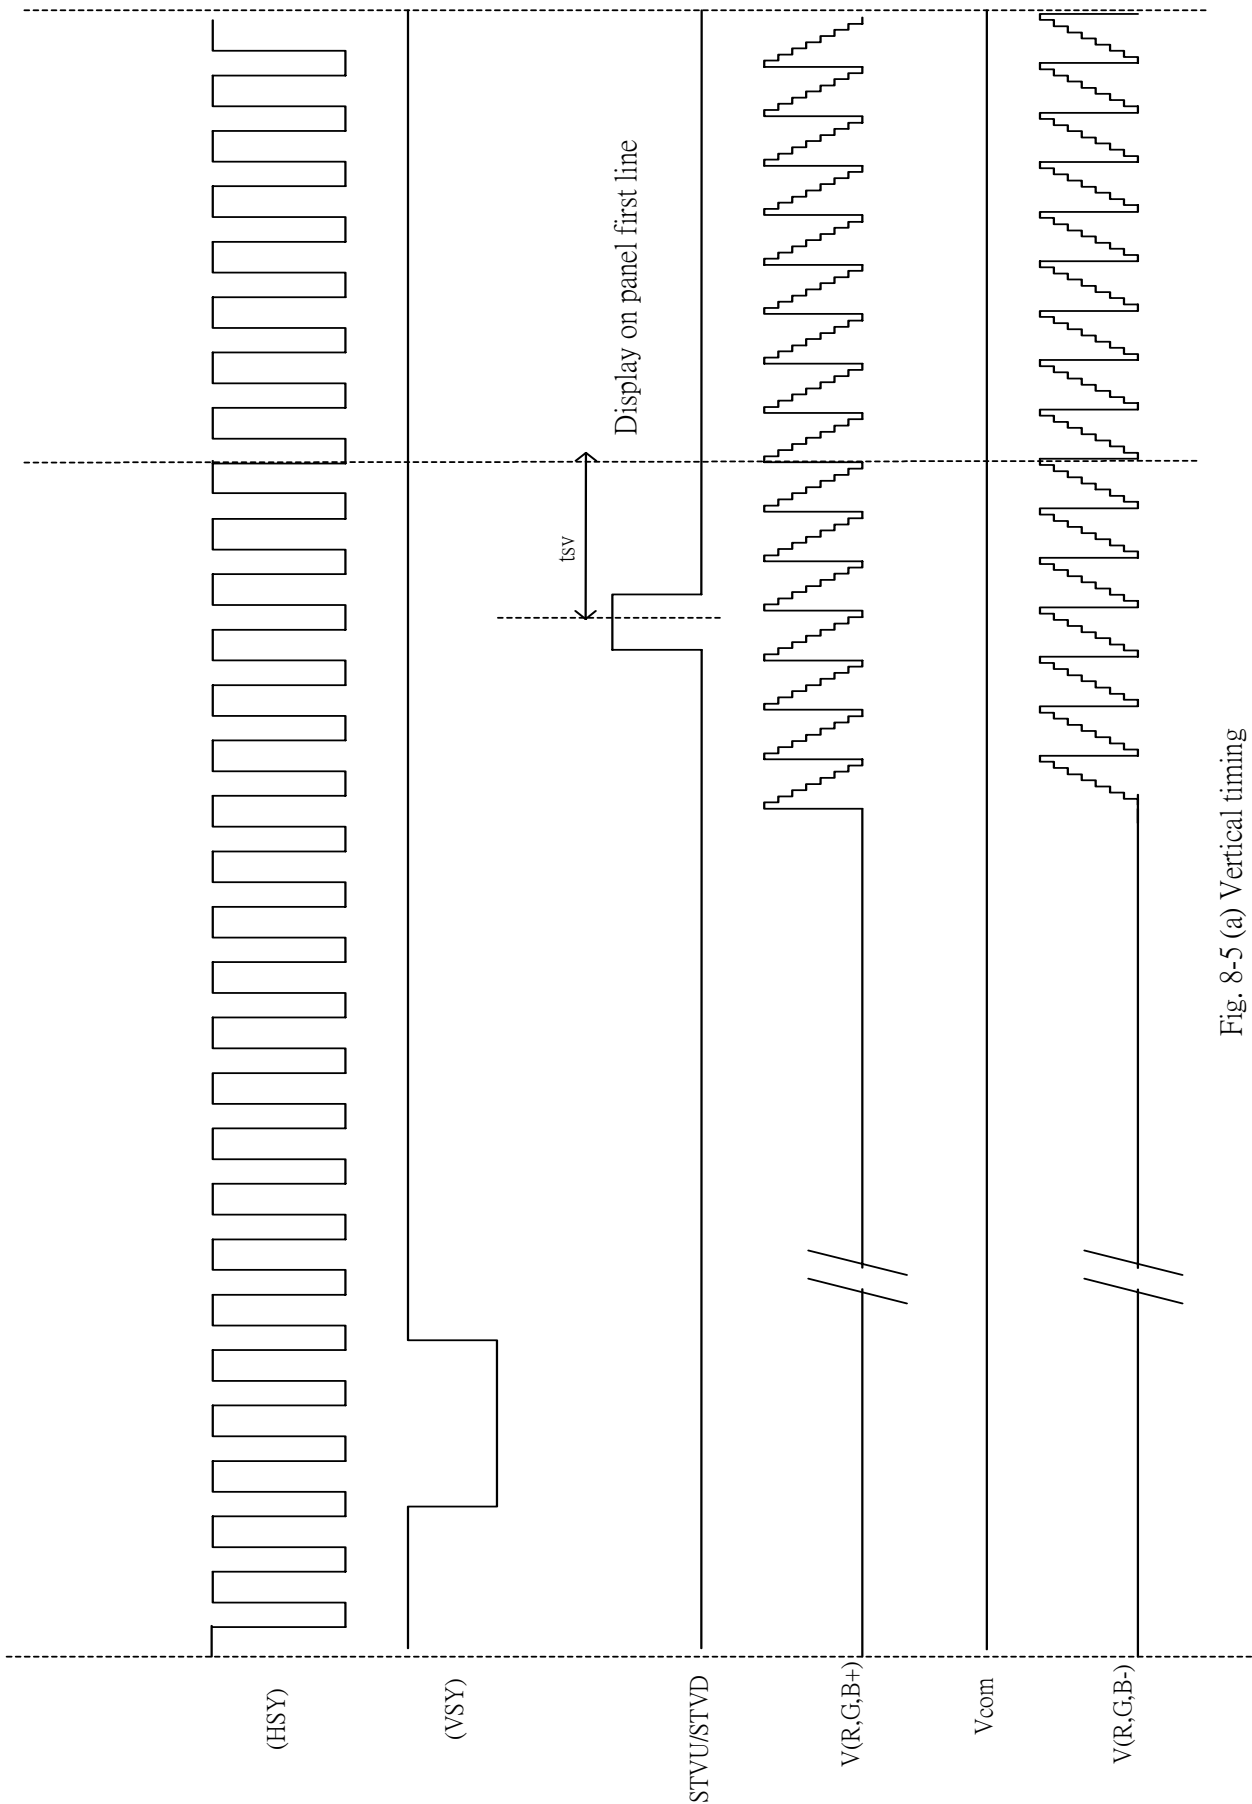 (HSY)
(VSY)
Display on panel first line
tsv
STVU/STVD
V(R,G,B+)
Vcom
V(R,G,B-)
Fig. 8-5 (a) Vertical timing